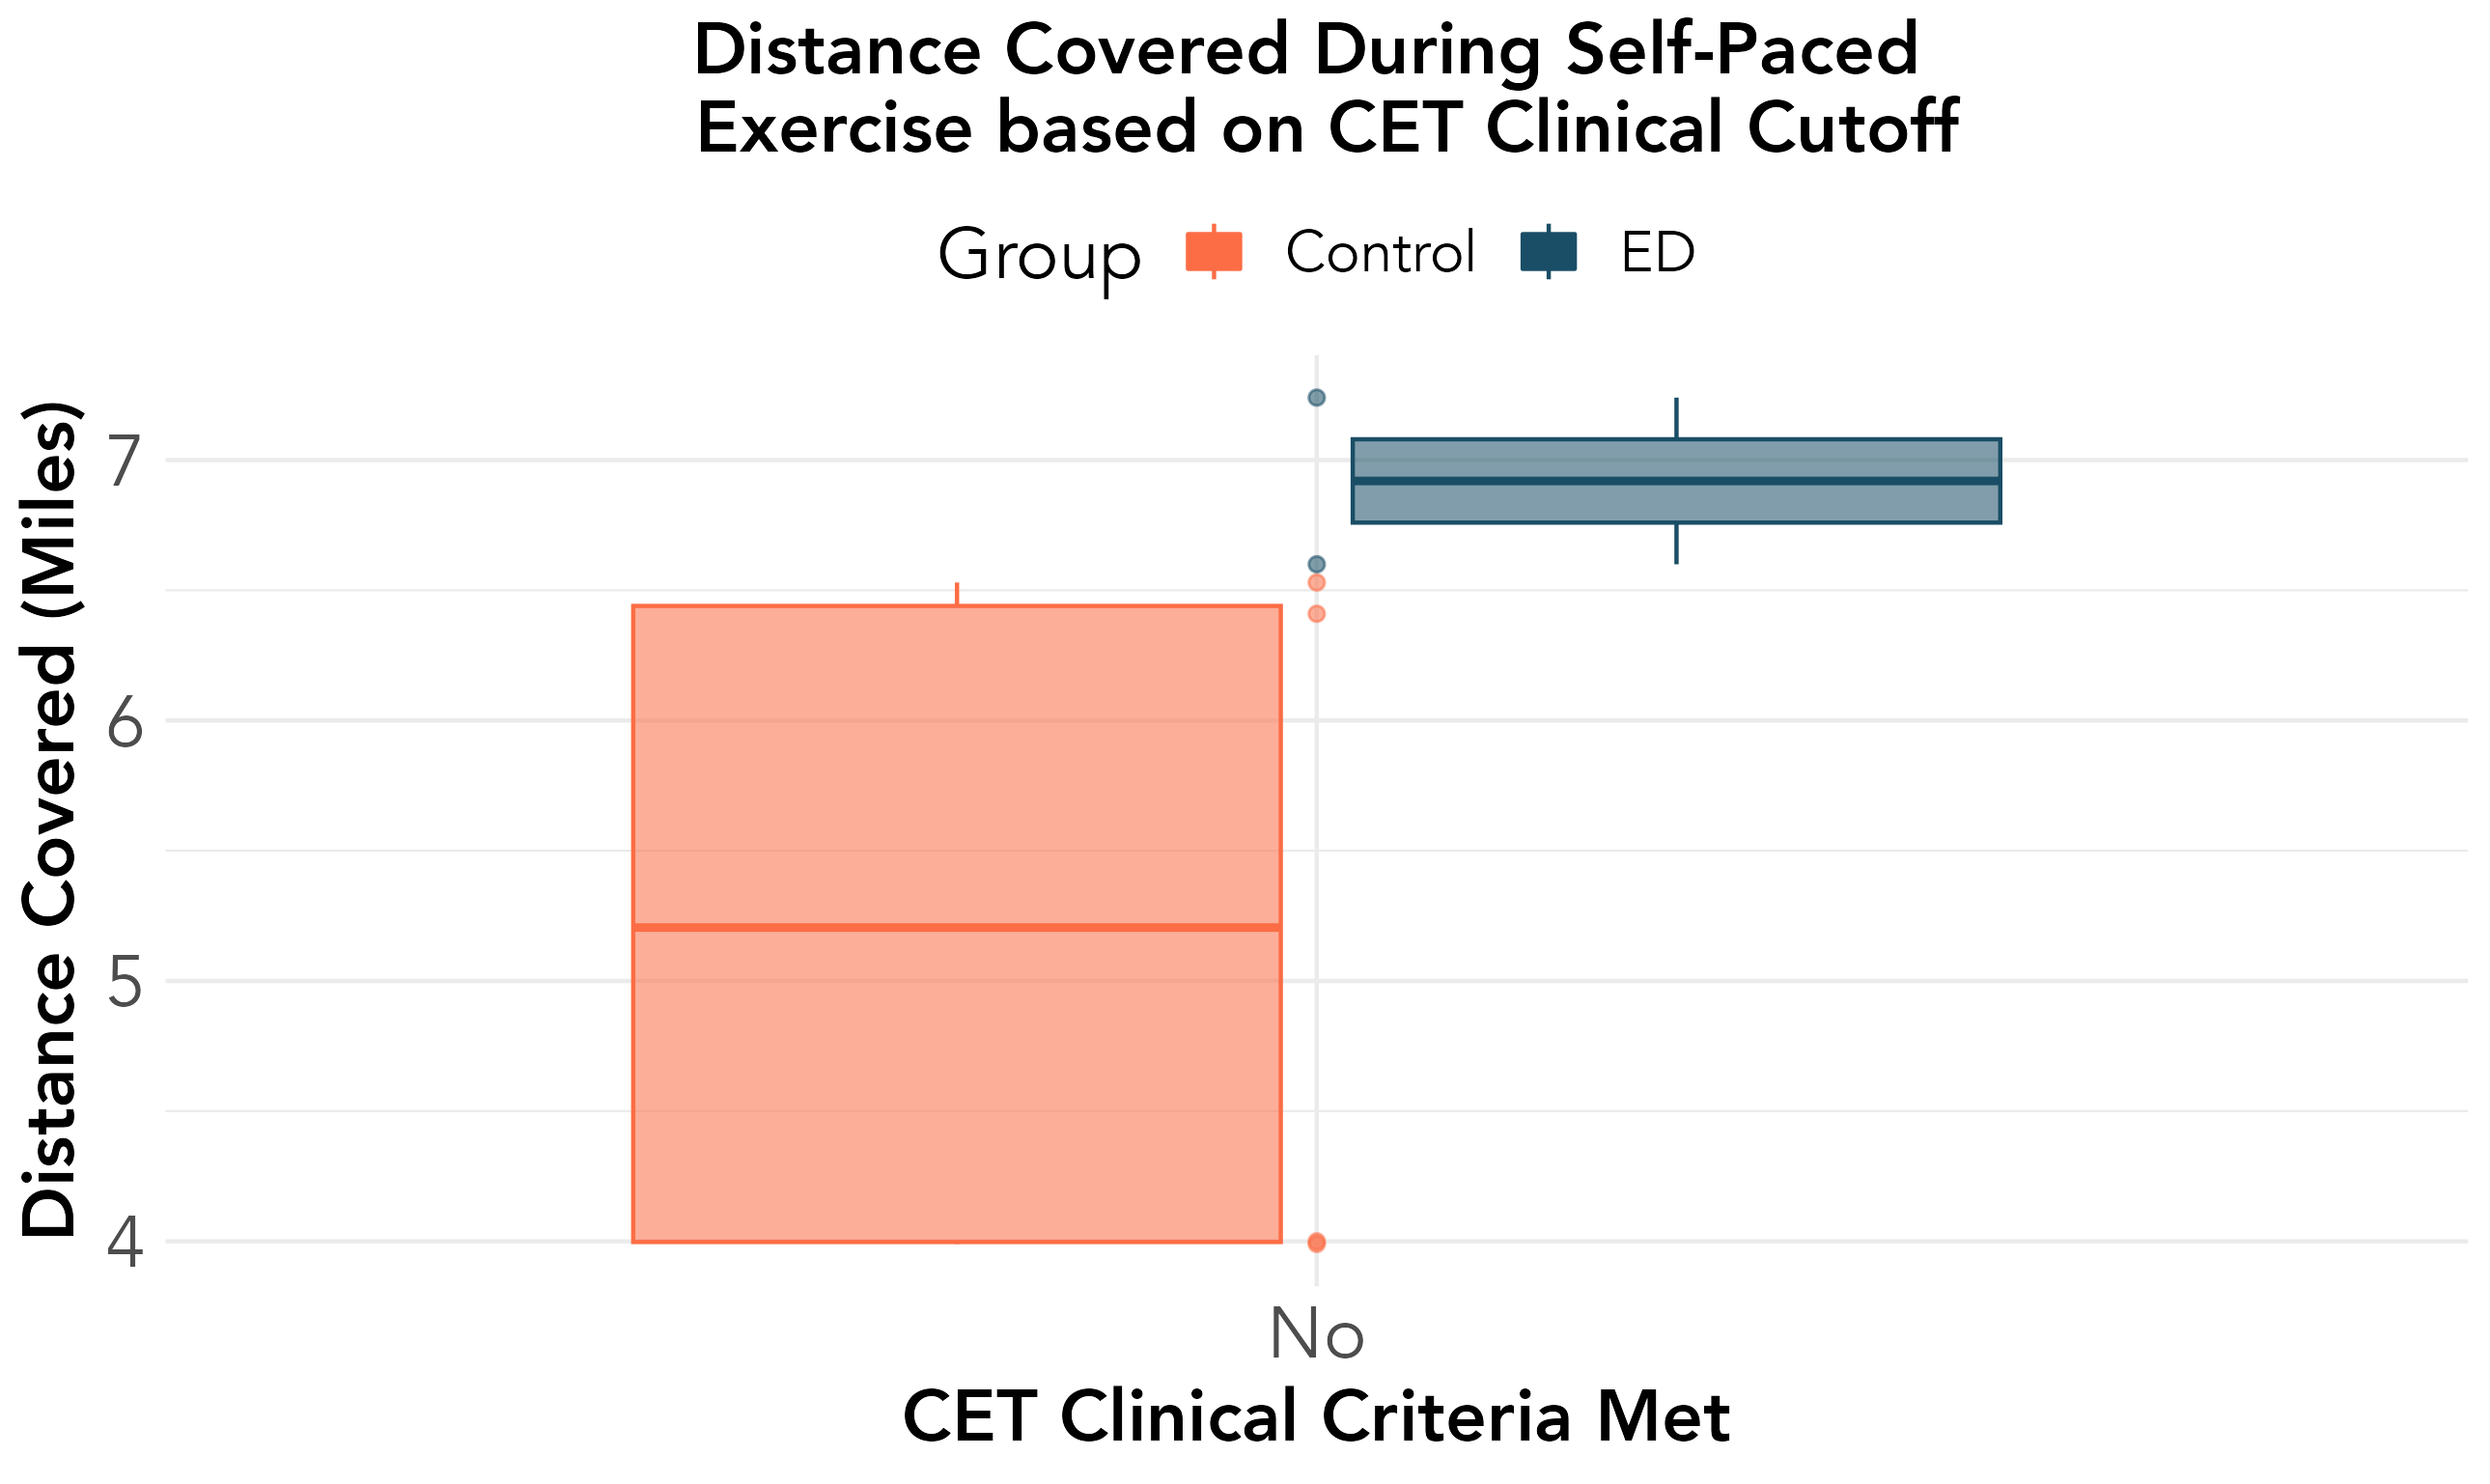 Distance Covered During Self-Paced
Exercise based on CET Clinical Cutoff
Group Control ED
Distance Covered (Miles)
7
6
5
4
No
CET Clinical Criteria Met